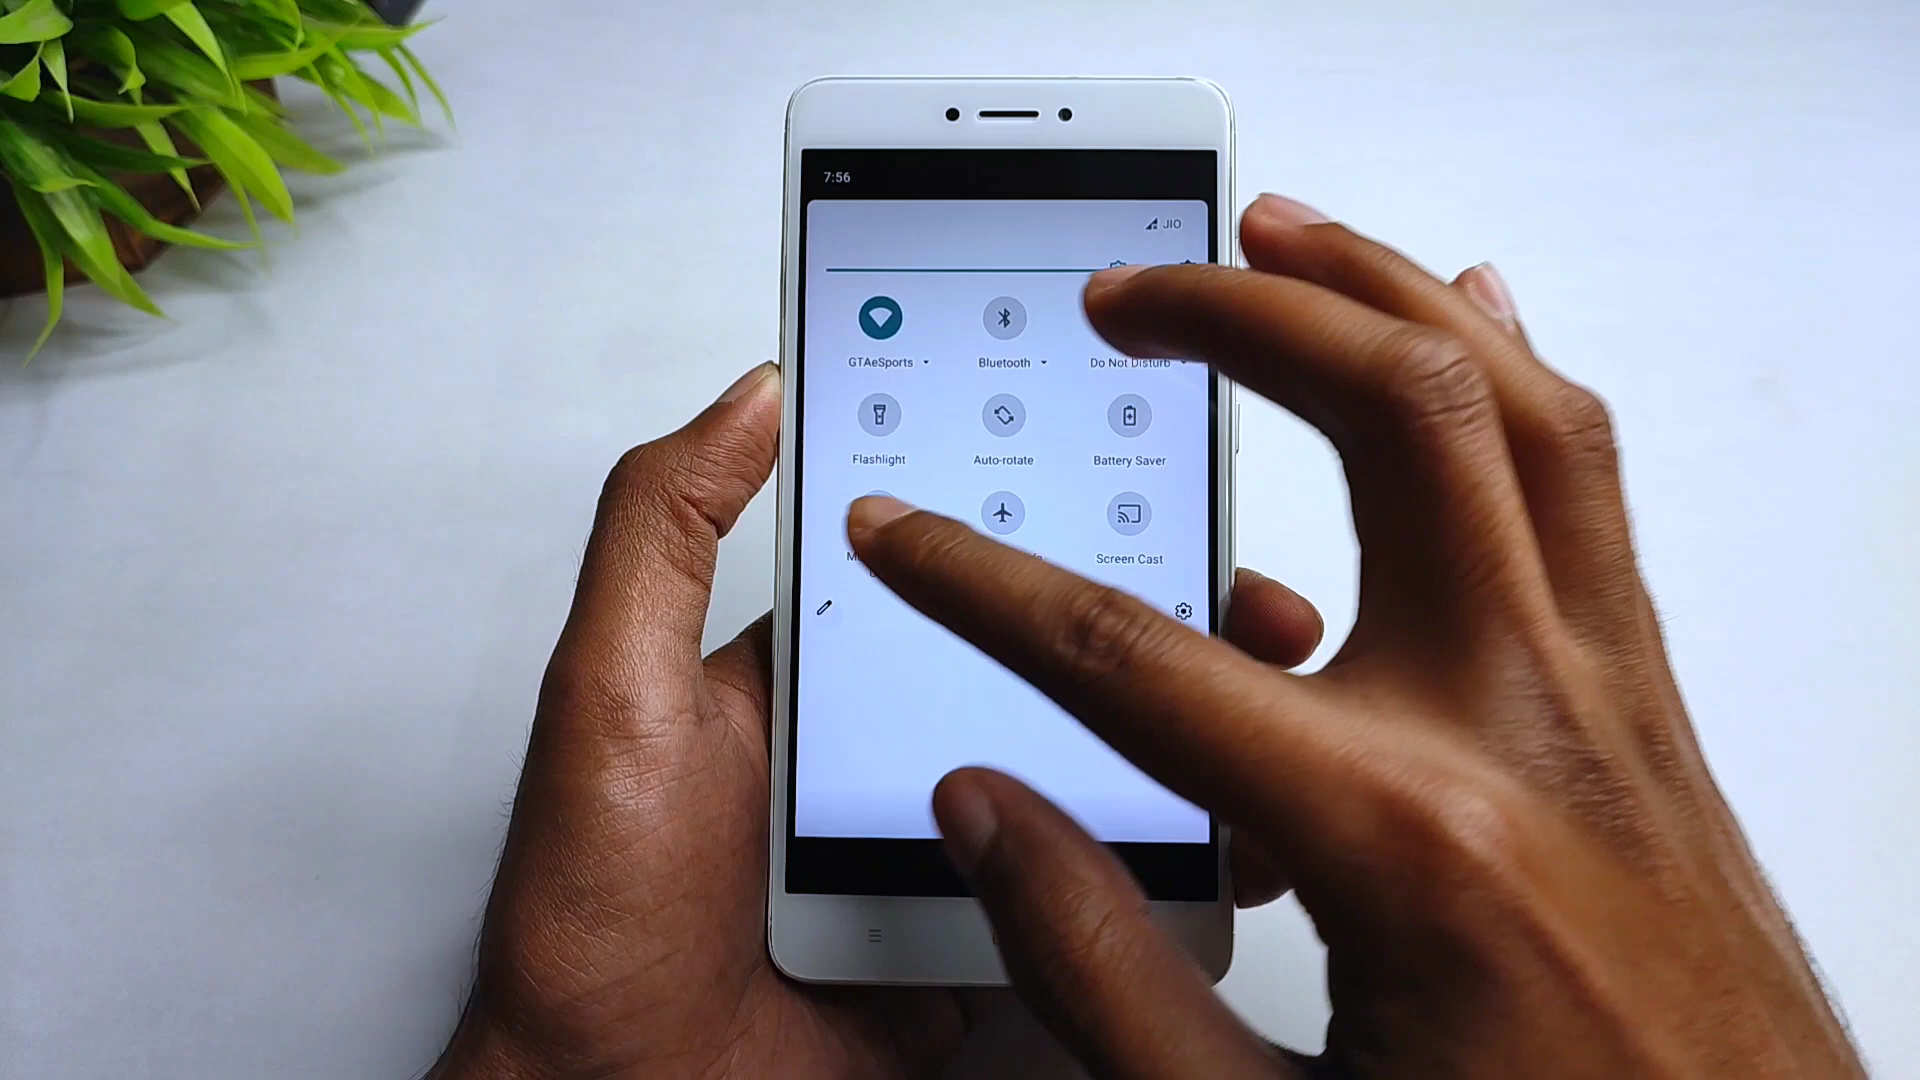 7:56
JIO
GTAeSports
Bluetooth
Do Not Disturb
Flashlight
Auto-rotate
Battery Saver
Screen Cast